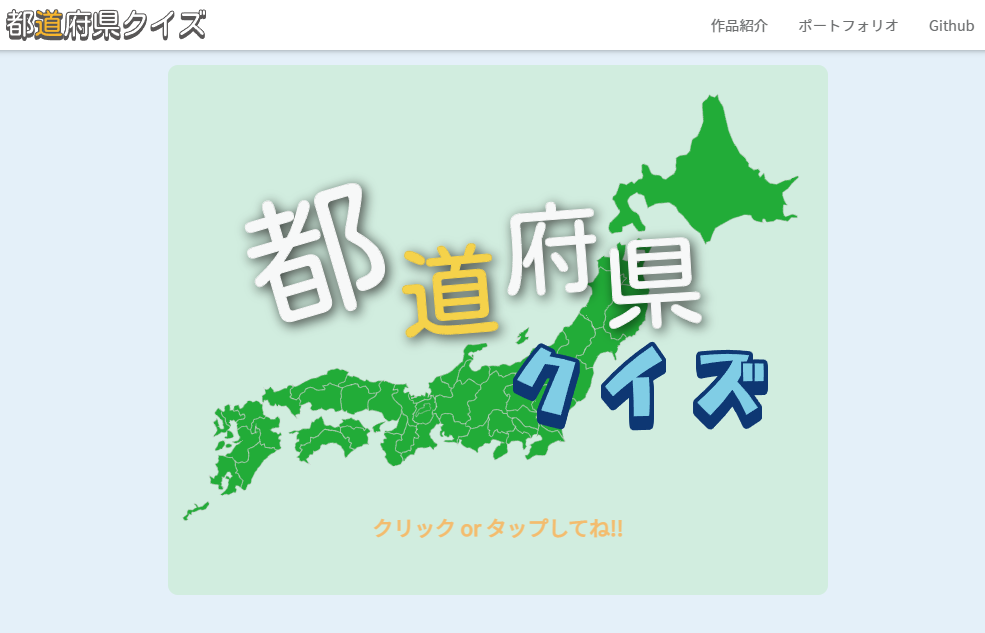 都道府県クイズ
作品紹介
ポートフォリオ
Github
都道府県
クイズ
クリック or タップしてね!!